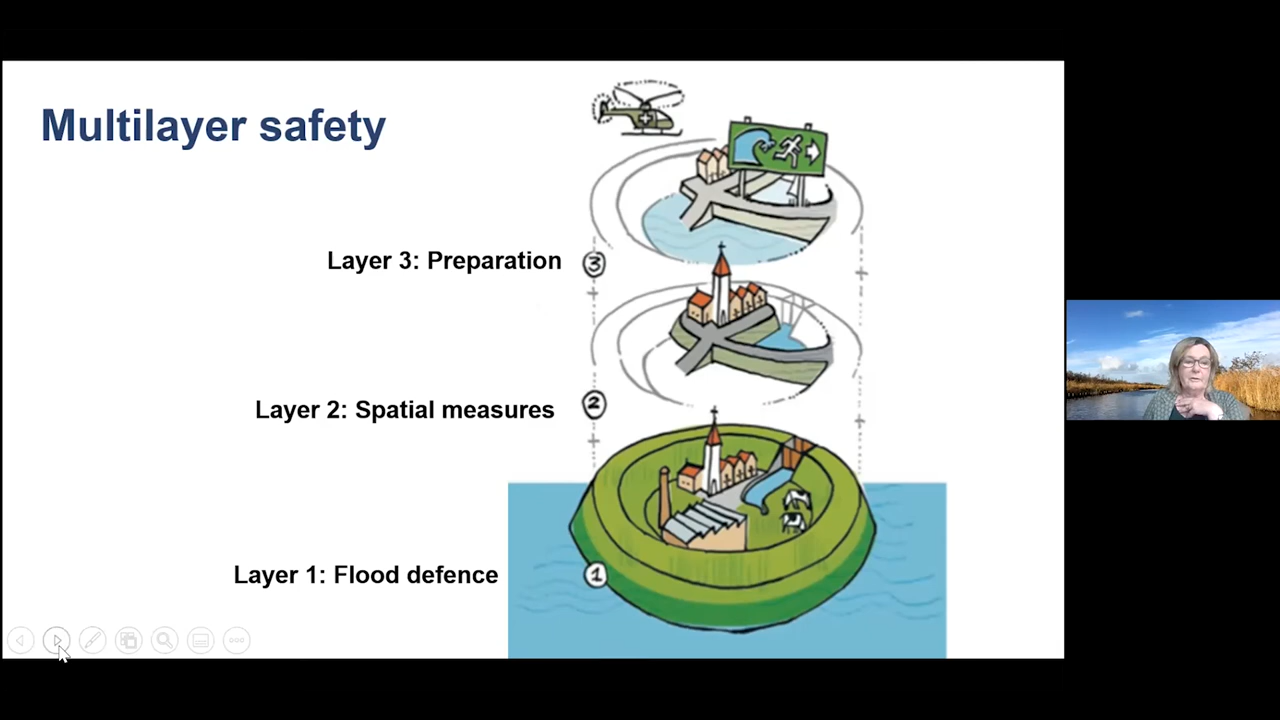 Multilayer safety
Layer 3: Preparation
3
Layer 2: Spatial measures
2
Layer 1: Flood defence
1